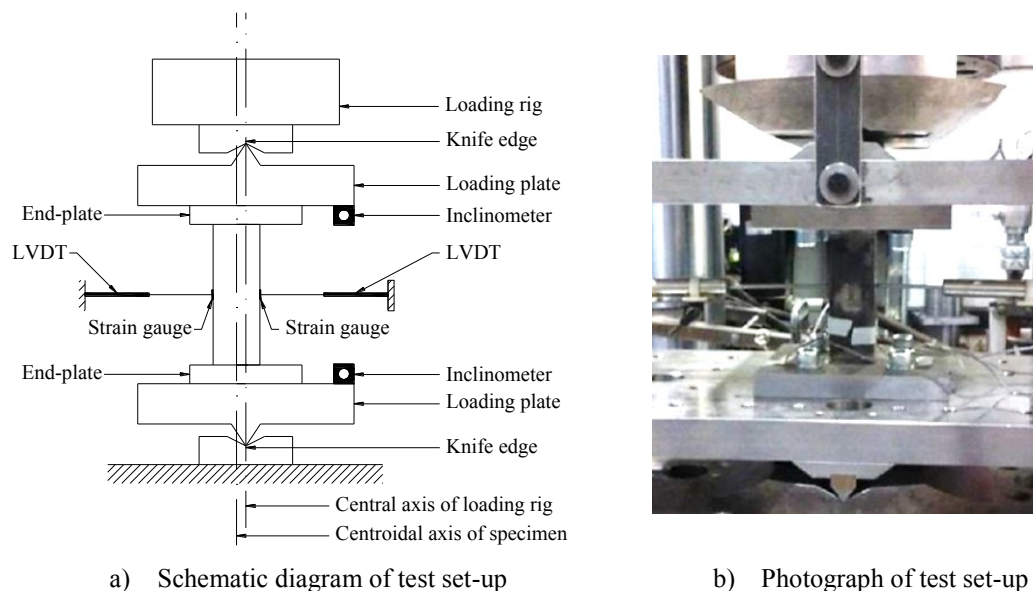 Loading rig
Knife edge
Loading plate
End-plate
Inclinometer
LVDT
LVDT
Strain gauge
Strain gauge
End-plate
Inclinometer
Loading plate
Knife edge
Central axis of loading rig
Centroidal axis of specimen
a) Schematic diagram of test set-up
b) Photograph of test set-up